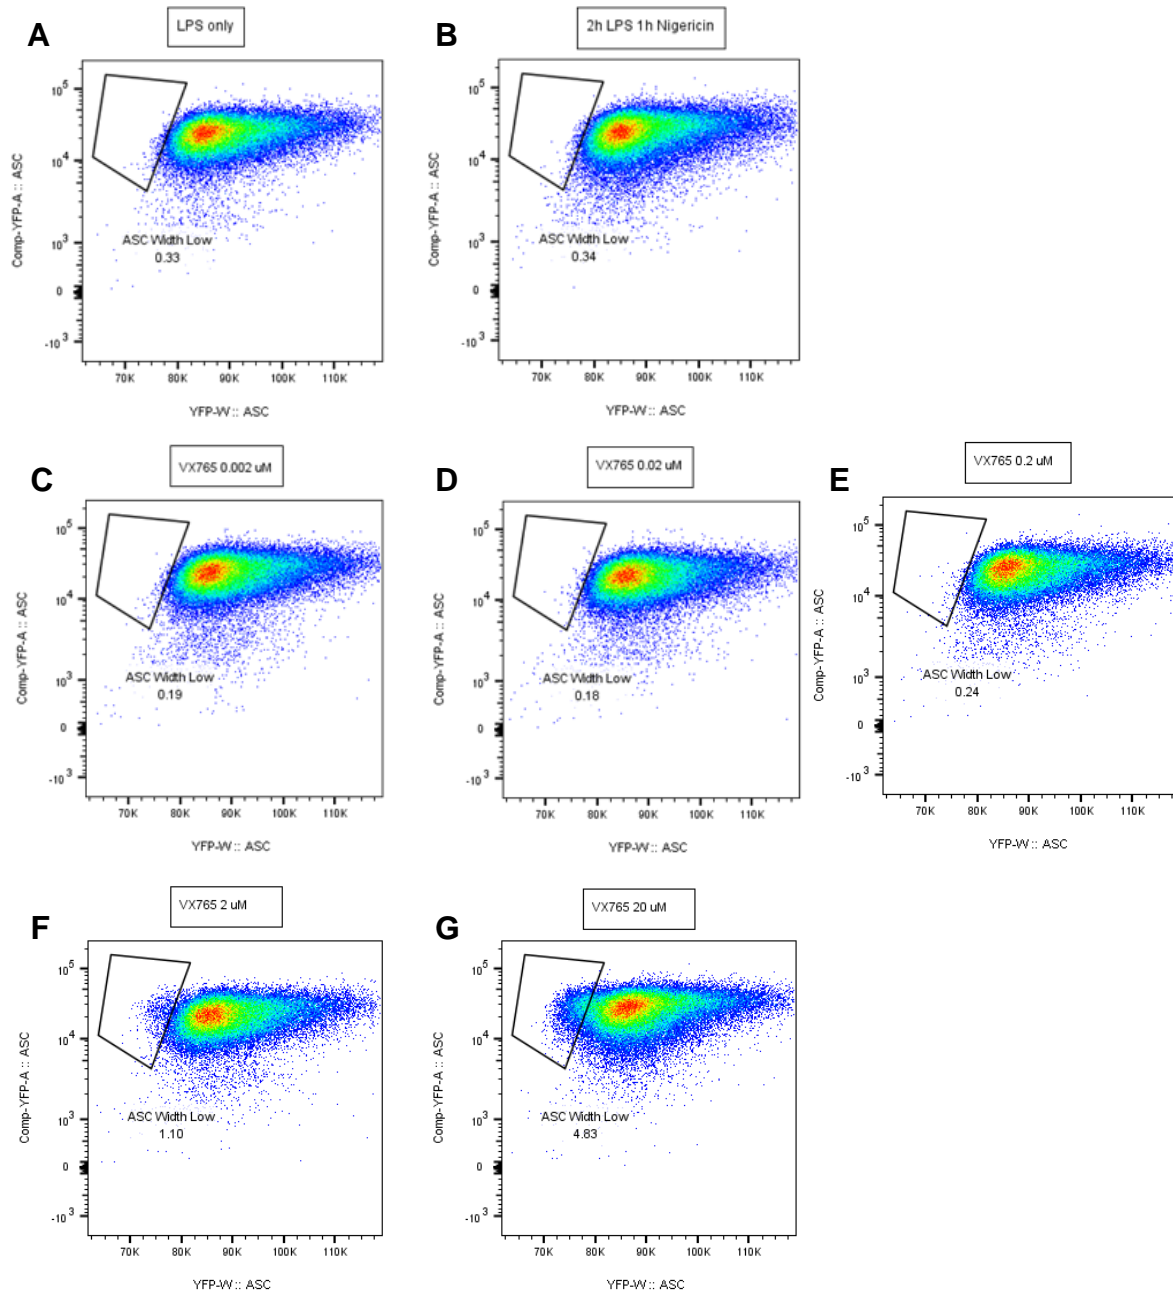 A
LPS only
B
2h LPS 1h Nigericin
Comp-YFP-A :: ASC
10^5
10^4
10^3
0
-10^3
ASC Width Low
0.33
70K 80K 90K 100K 110K
YFP-W :: ASC
Comp-YFP-A :: ASC
10^5
10^4
10^3
0
-10^3
ASC Width Low
0.34
70K 80K 90K 100K 110K
YFP-W :: ASC
C
VX765 0.002 uM
D
VX765 0.02 uM
E
VX765 0.2 uM
Comp-YFP-A :: ASC
10^5
10^4
10^3
0
-10^3
ASC Width Low
0.19
70K 80K 90K 100K 110K
YFP-W :: ASC
Comp-YFP-A :: ASC
10^5
10^4
10^3
0
-10^3
ASC Width Low
0.18
70K 80K 90K 100K 110K
YFP-W :: ASC
Comp-YFP-A :: ASC
10^5
10^4
10^3
0
-10^3
ASC Width Low
0.24
70K 80K 90K 100K 110K
YFP-W :: ASC
F
VX765 2 uM
G
VX765 20 uM
Comp-YFP-A :: ASC
10^5
10^4
10^3
0
-10^3
ASC Width Low
1.10
70K 80K 90K 100K 110K
YFP-W :: ASC
Comp-YFP-A :: ASC
10^5
10^4
10^3
0
-10^3
ASC Width Low
4.83
70K 80K 90K 100K 110K
YFP-W :: ASC